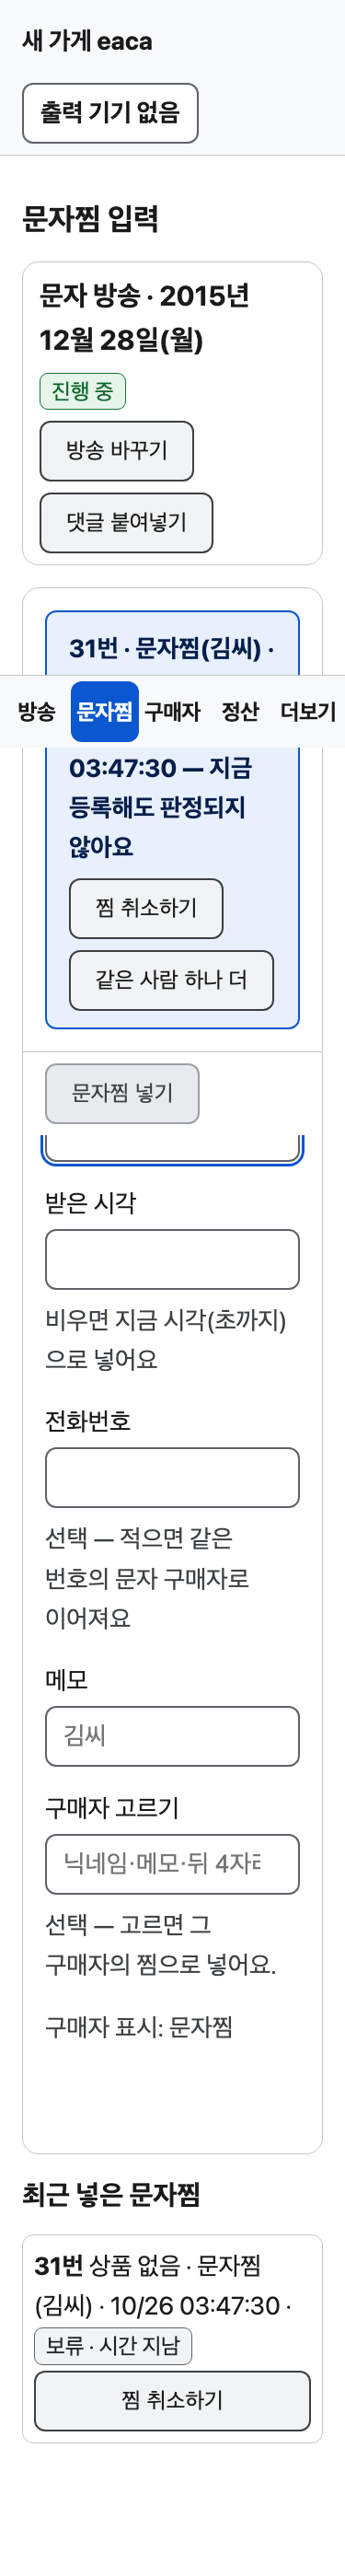 새 가게 eaca
출력 기기 없음
문자찜 입력
문자 방송 · 2015년
12월 28일(월)
진행 중
방송 바꾸기
댓글 붙여넣기
31번 · 문자찜(김씨) ·
방송 문자찜 구매자 정산 더보기
03:47:30 — 지금
등록해도 판정되지
않아요
찜 취소하기
같은 사람 하나 더
문자찜 넣기
받은 시각
비우면 지금 시각(초까지)
으로 넣어요
전화번호
선택 — 적으면 같은
번호의 문자 구매자로
이어져요
메모
김씨
구매자 고르기
닉네임·메모·뒤 4자리
선택 — 고르면 그
구매자의 찜으로 넣어요.
구매자 표시: 문자찜
최근 넣은 문자찜
31번 상품 없음 · 문자찜
(김씨) · 10/26 03:47:30 ·
보류 · 시간 지남
찜 취소하기